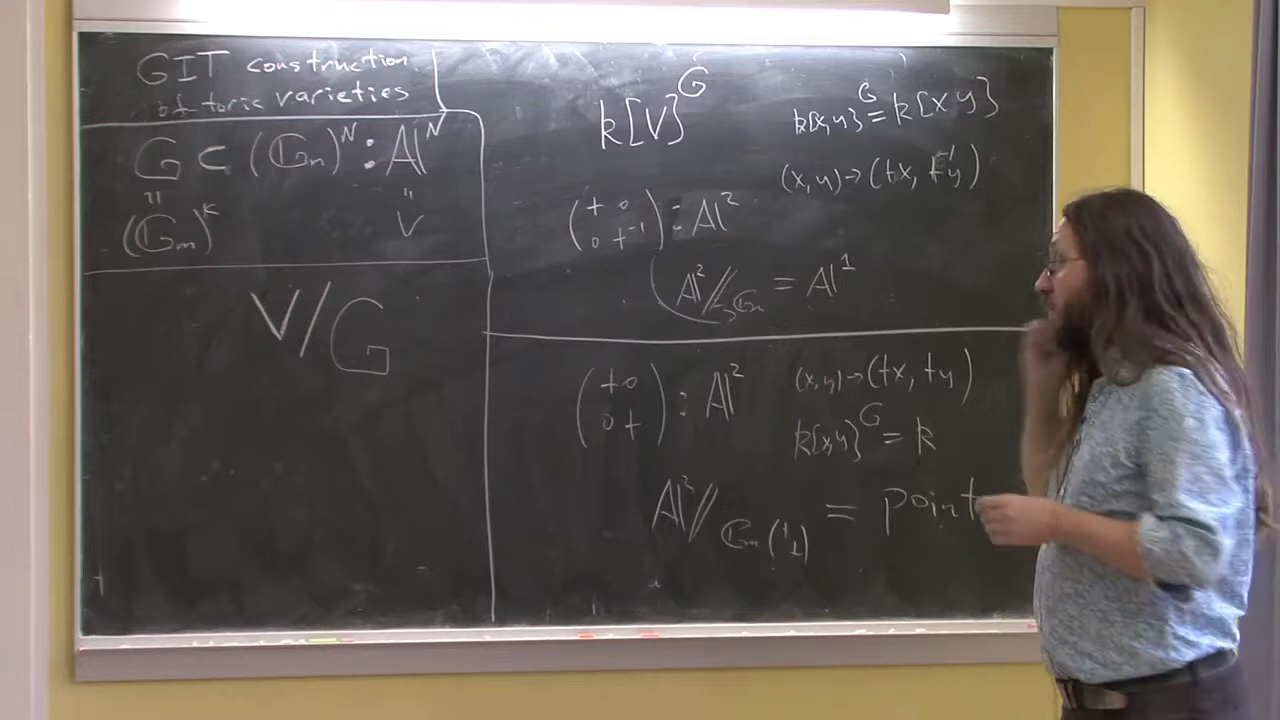 GIT construction
of toric varieties
G ⊂ (𝔾m)^N : 𝔸^N
= =
(𝔾m)^k V
V/G
k[V]^G
k[x,y]^G = k[xy]
(x,y) → (tx, t^-1 y)
(t 0
0 t^-1) : 𝔸^2
𝔸^2 // 𝔾m = 𝔸^1
(t 0
0 t) : 𝔸^2
(x,y) → (tx, ty)
k[x,y]^G = k
𝔸^2 // 𝔾m (1 1) = point